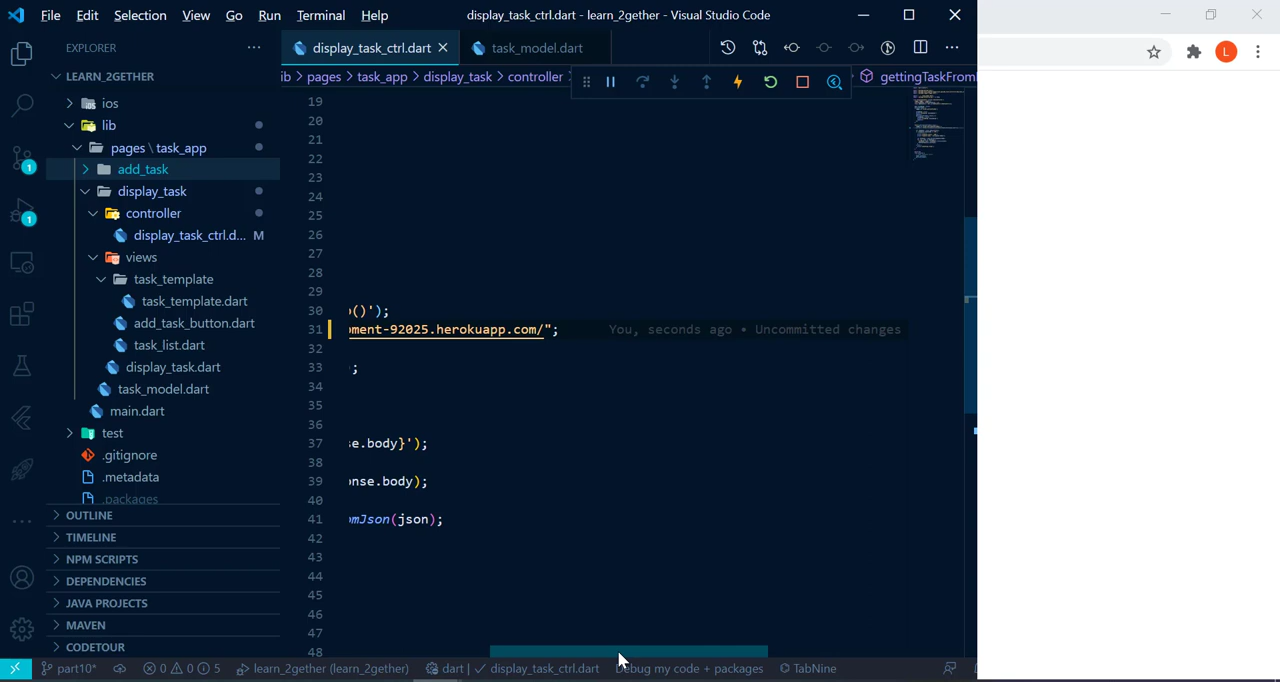 File Edit Selection View Go Run Terminal Help
display_task_ctrl.dart - learn_2gether - Visual Studio Code
EXPLORER
display_task_ctrl.dart
task_model.dart
LEARN_2GETHER
ib > pages > task_app > display_task > controller
gettingTaskFrom
ios
lib
pages \ task_app
add_task
display_task
controller
display_task_ctrl.d... M
views
task_template
task_template.dart
add_task_button.dart
task_list.dart
display_task.dart
task_model.dart
main.dart
test
.gitignore
.metadata
.packages
OUTLINE
TIMELINE
NPM SCRIPTS
DEPENDENCIES
JAVA PROJECTS
MAVEN
CODETOUR
1
1
19
20
21
22
23
24
25
26
27
28
29
30 ()');
31 ment-92025.herokuapp.com/"; You, seconds ago • Uncommitted changes
32
33 ;
34
35
36
37 se.body}');
38
39 onse.body);
40
41 omJson(json);
42
43
44
45
46
47
48
L
part10* 0 0 5 learn_2gether (learn_2gether) dart | ✓ display_task_ctrl.dart Debug my code + packages TabNine